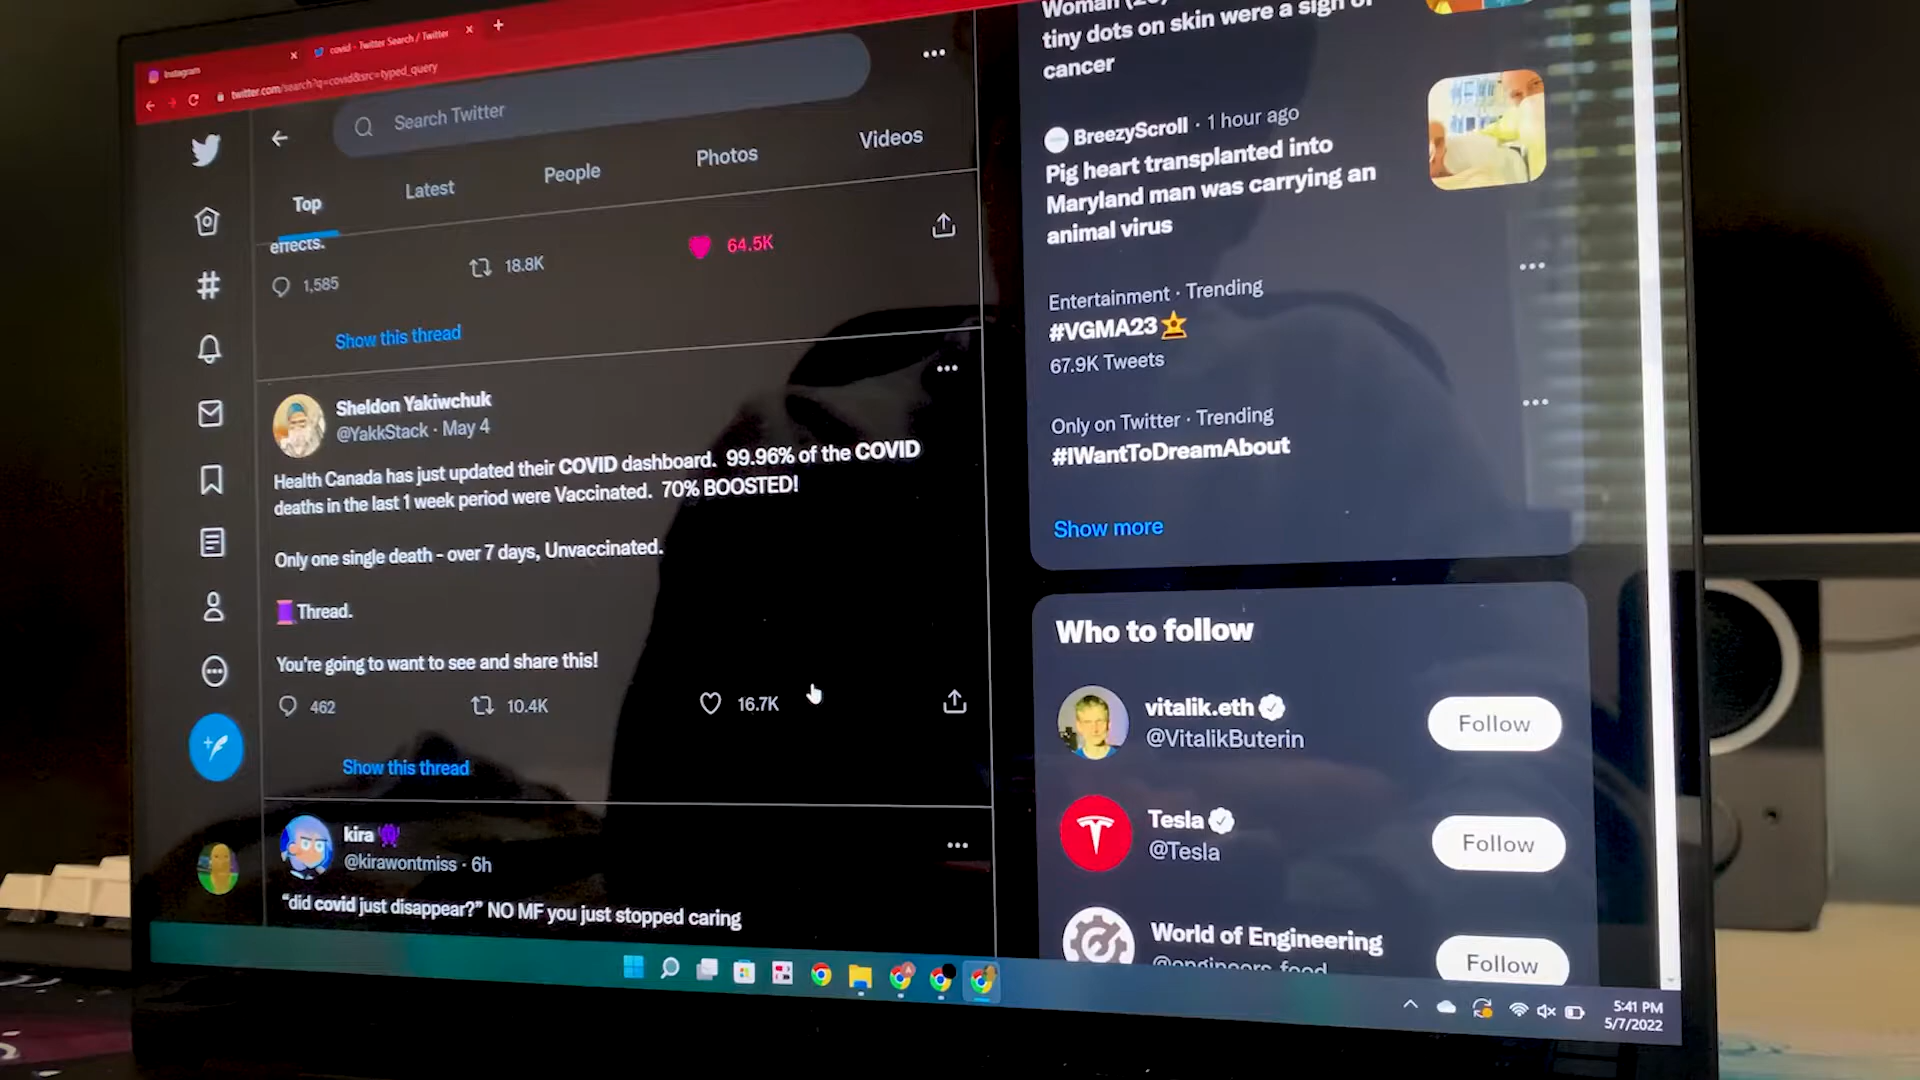 Instagram
covid - Twitter Search / Twitter
twitter.com/search?q=covid&src=typed_query
Search Twitter
Top
Latest
People
Photos
Videos
effects.
1,585
18.8K
64.5K
Show this thread
Sheldon Yakiwchuk
@YakkStack · May 4
Health Canada has just updated their COVID dashboard. 99.96% of the COVID
deaths in the last 1 week period were Vaccinated. 70% BOOSTED!
Only one single death - over 7 days, Unvaccinated.
Thread.
You're going to want to see and share this!
462
10.4K
16.7K
Show this thread
kira
@kirawontmiss · 6h
“did covid just disappear?” NO MF you just stopped caring
Woman
tiny dots on skin were a sign of
cancer
BreezyScroll · 1 hour ago
Pig heart transplanted into
Maryland man was carrying an
animal virus
Entertainment · Trending
#VGMA23
67.9K Tweets
Only on Twitter · Trending
#IWantToDreamAbout
Show more
Who to follow
vitalik.eth
@VitalikButerin
Follow
Tesla
@Tesla
Follow
World of Engineering
@engineers_feed
Follow
5:41 PM
5/7/2022